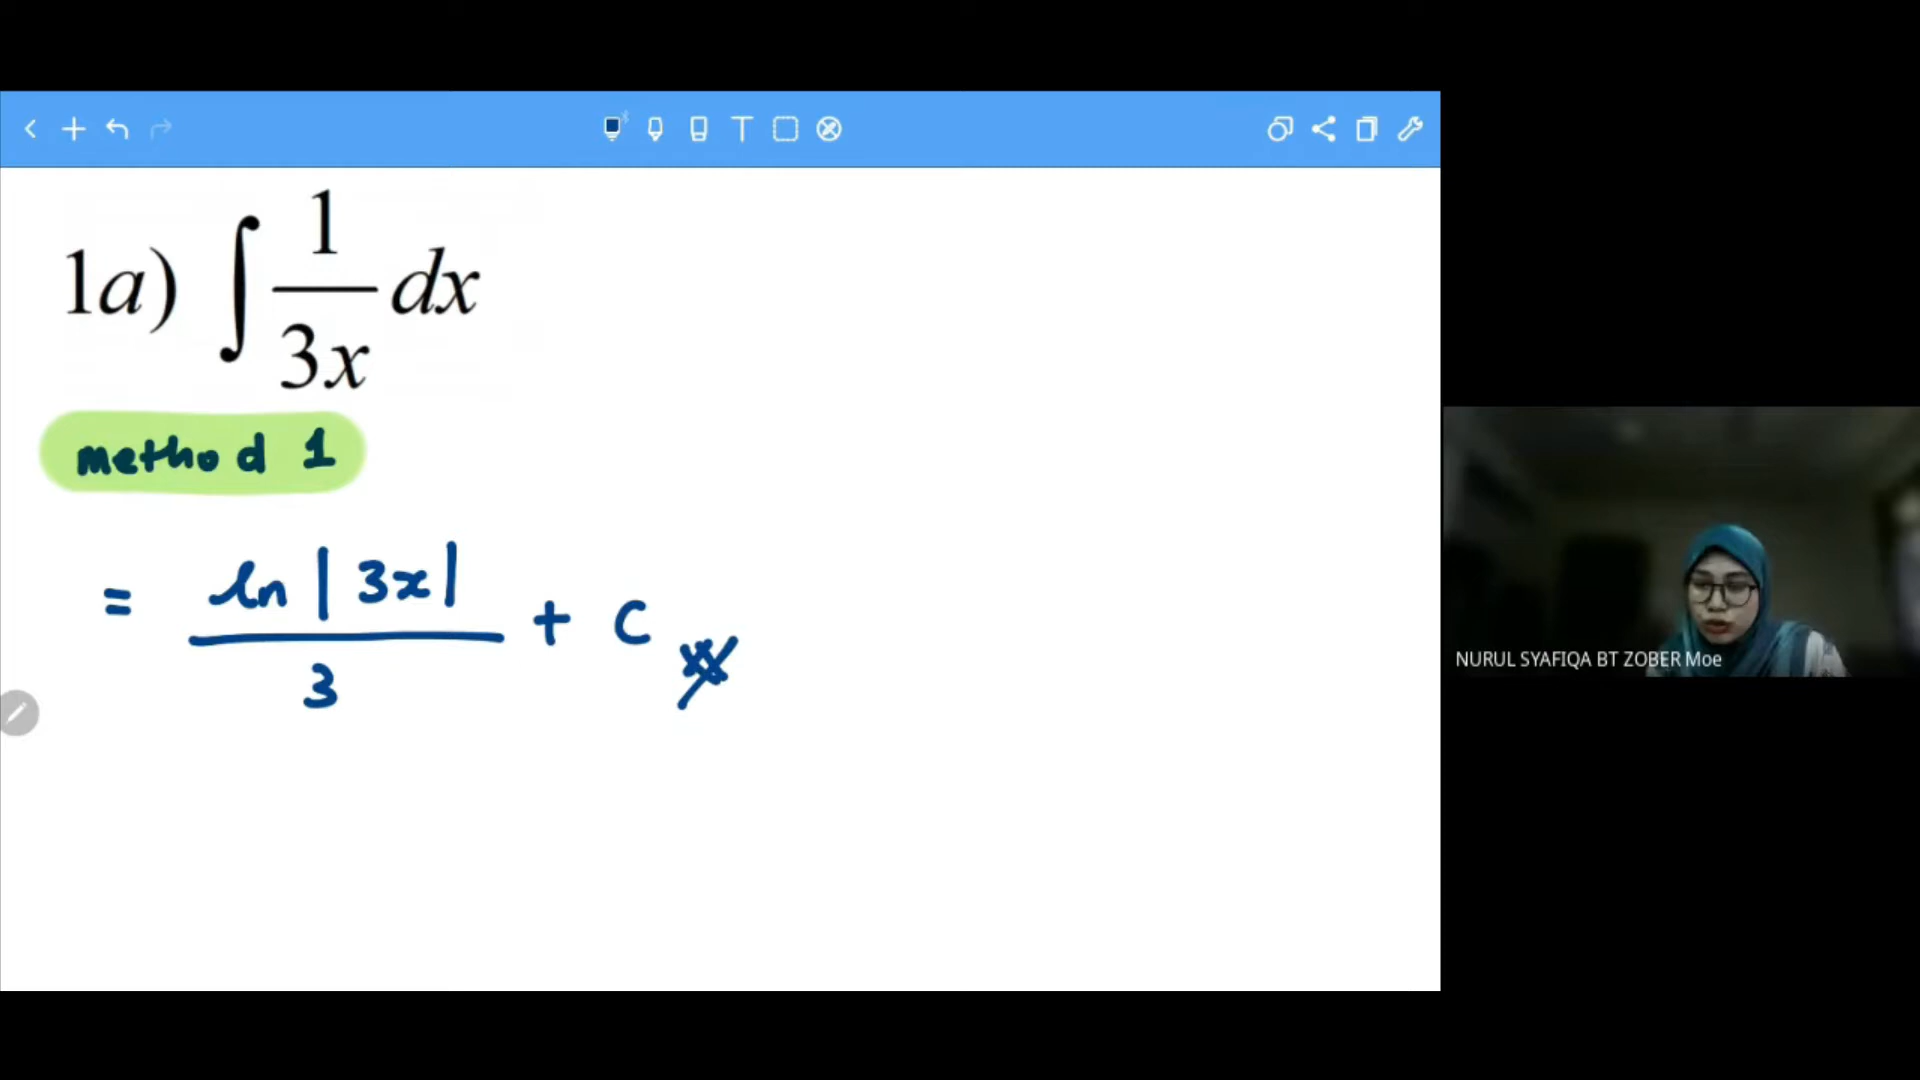 1a) ∫ 1/3x dx
method 1
= ln|3x|/3 + c
NURUL SYAFIQA BT ZOBER Moe